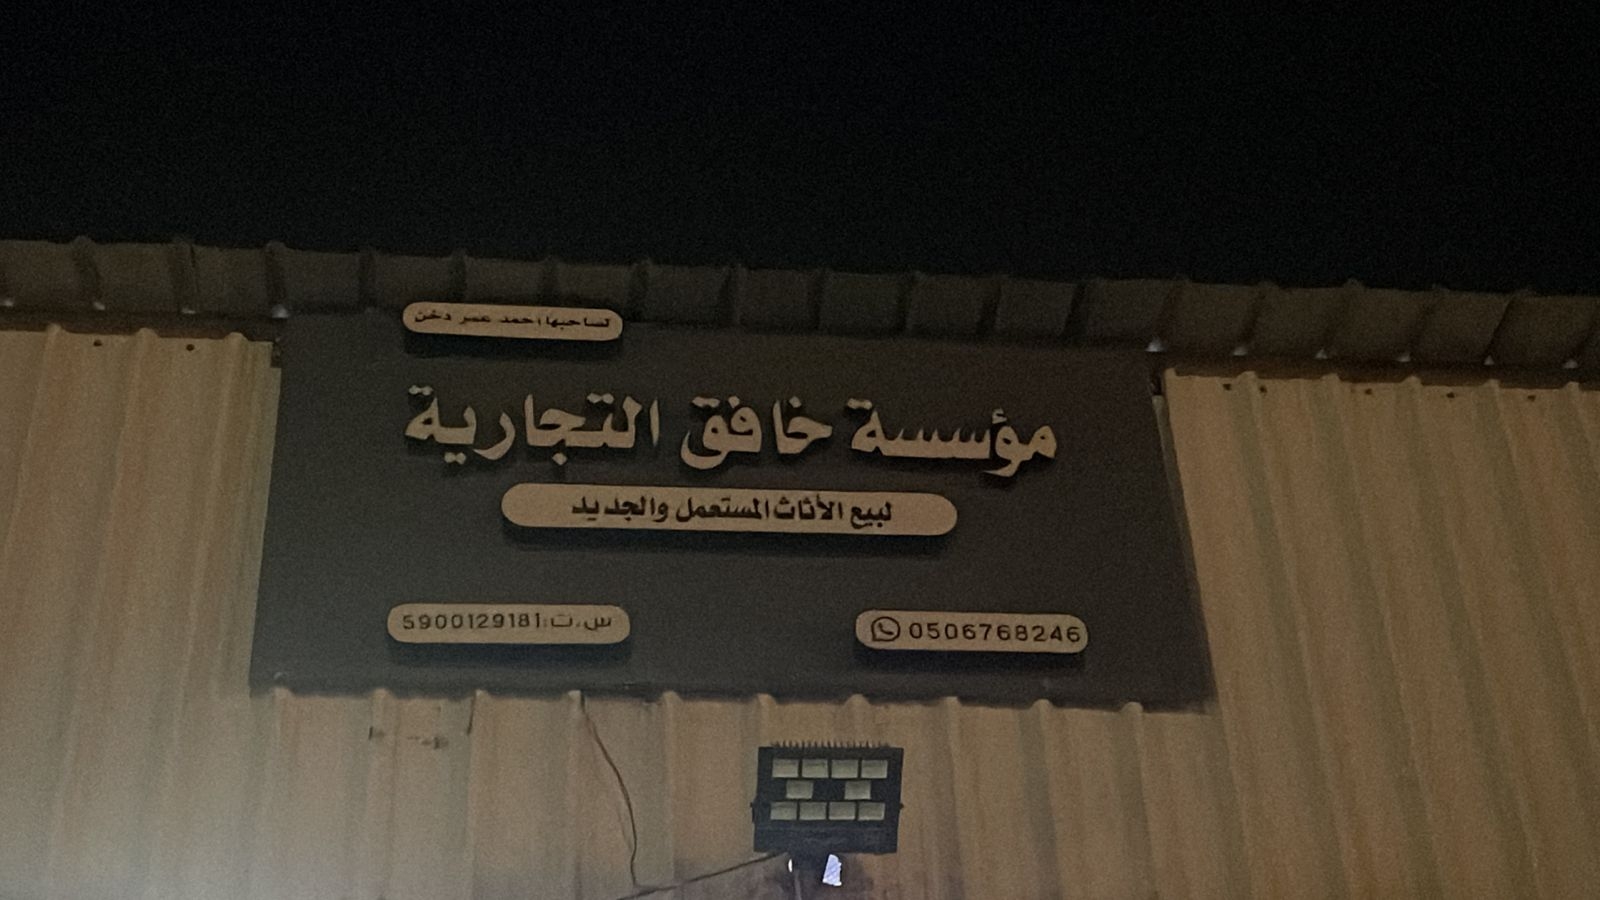 لصاحبها احمد عمر دخن
مؤسسة خافق التجارية
لبيع الأثاث المستعمل والجديد
0506768246
س.ت:5900129181